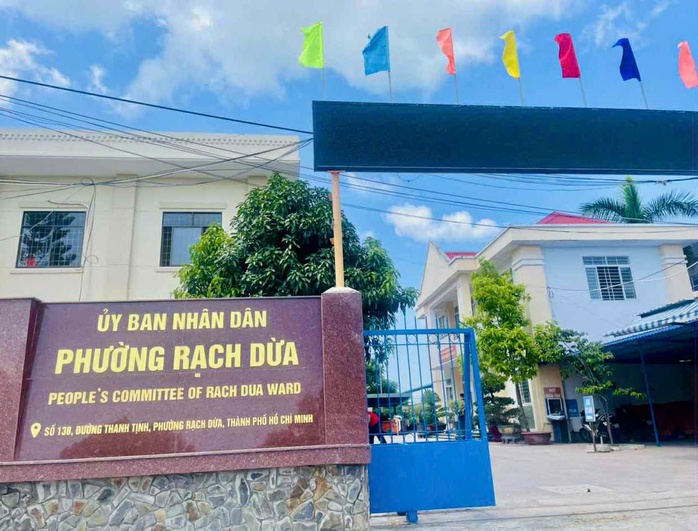 ỦY BAN NHÂN DÂN
PHƯỜNG RẠCH DỪA
PEOPLE'S COMMITTEE OF RACH DUA WARD
SỐ 138, ĐƯỜNG THANH TỊNH, PHƯỜNG RẠCH DỪA, THÀNH PHỐ HỒ CHÍ MINH